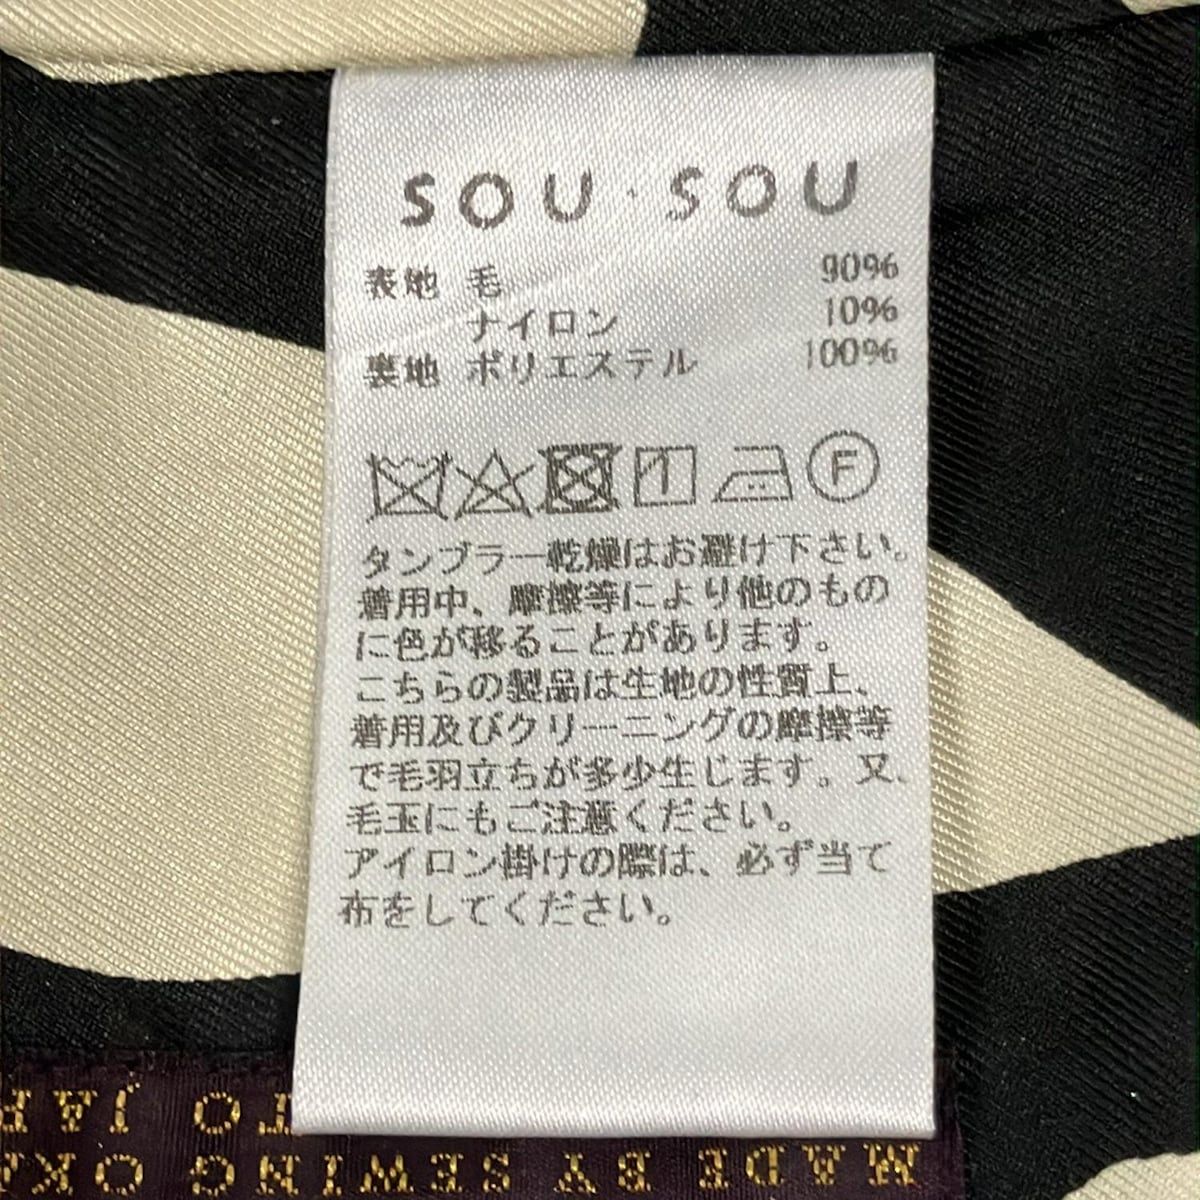 SOU・SOU
表地 毛 90%
ナイロン 10%
裏地 ポリエステル 100%
F
タンブラー乾燥はお避け下さい。
着用中、摩擦等により他のもの
に色が移ることがあります。
こちらの製品は生地の性質上、
着用及びクリーニングの摩擦等
で毛羽立ちが多少生じます。又、
毛玉にもご注意ください。
アイロン掛けの際は、必ず当て
布をしてください。
MADE BY SEWING